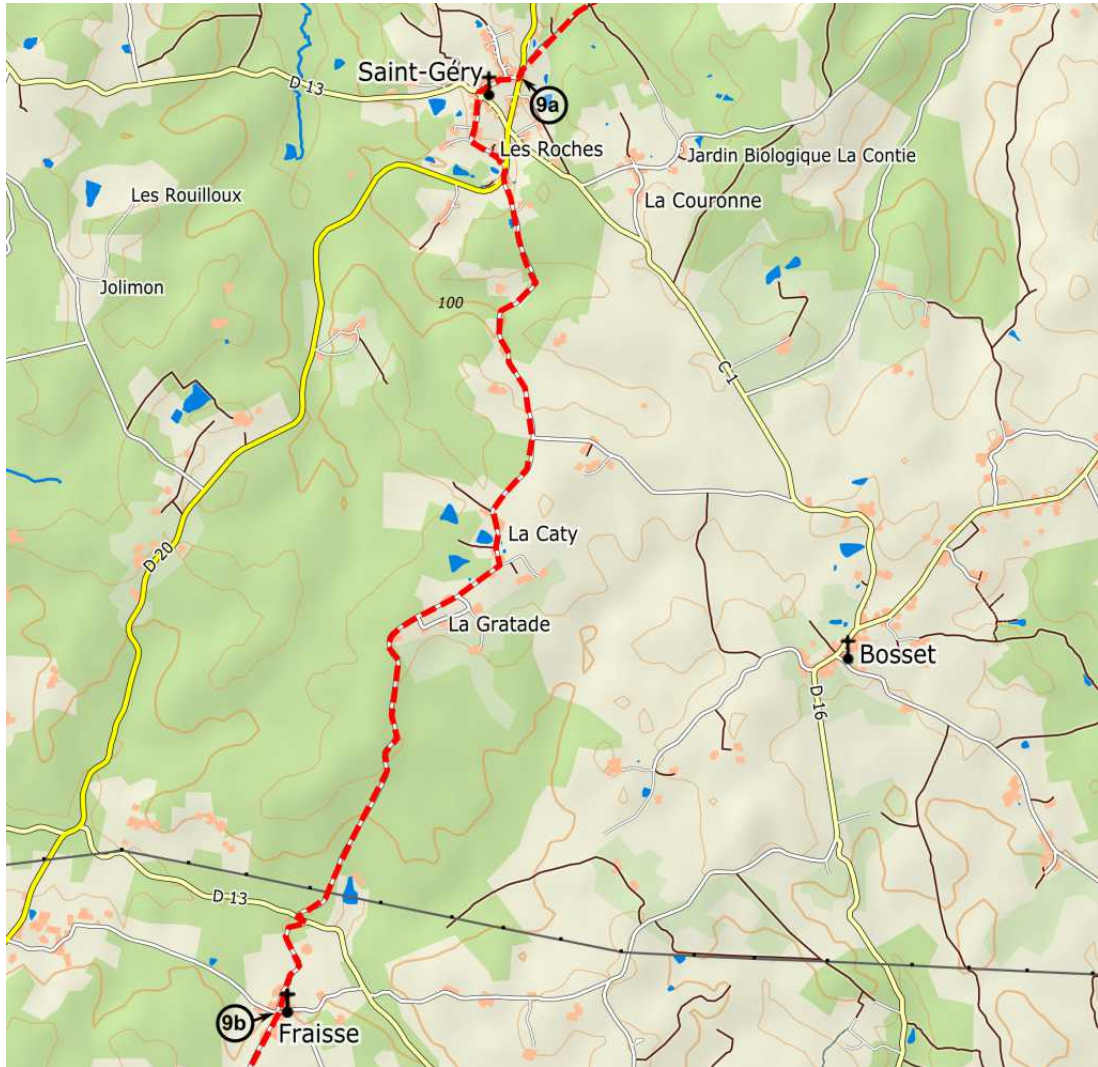 Saint-Géry
D 13
9a
Les Roches
Jardin Biologique La Contie
Les Rouilloux
La Couronne
Jolimon
100
C 1
La Caty
D 20
La Gratade
Bosset
D 16
D 13
9b
Fraisse